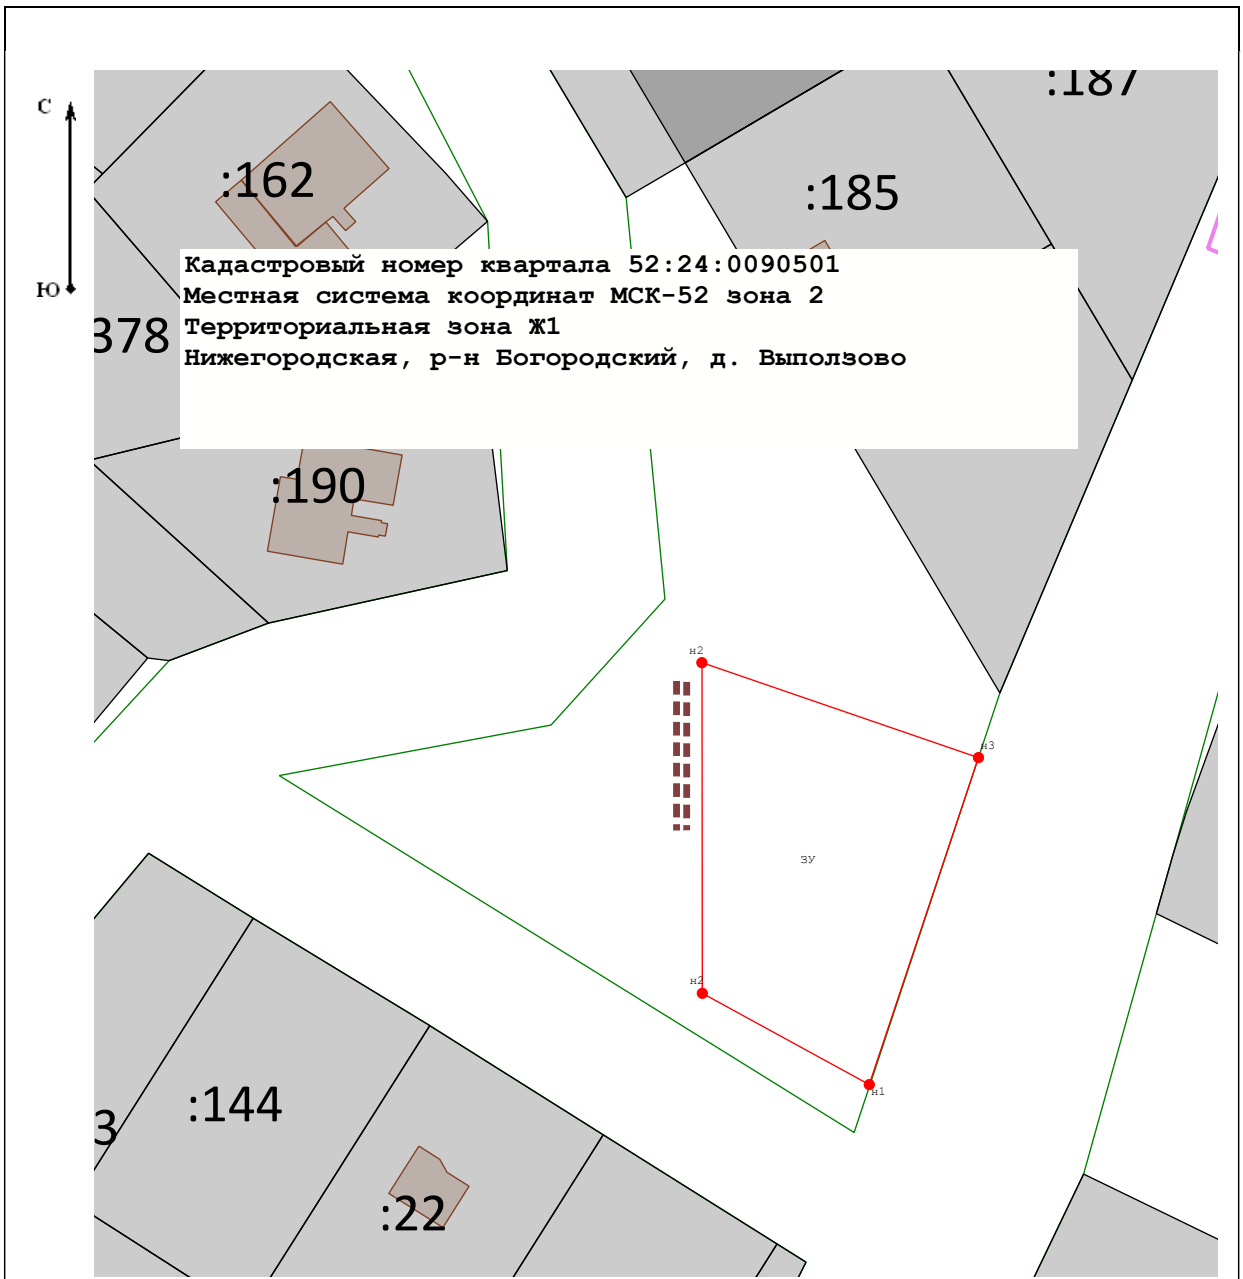 :187
С
:162
:185
Кадастровый номер квартала 52:24:0090501
Местная система координат МСК-52 зона 2
Ю
Территориальная зона Ж1
378
Нижегородская, р-н Богородский, д. Выползово
:190
н2
н3
ЗУ
н2
н1
:144
3
:22